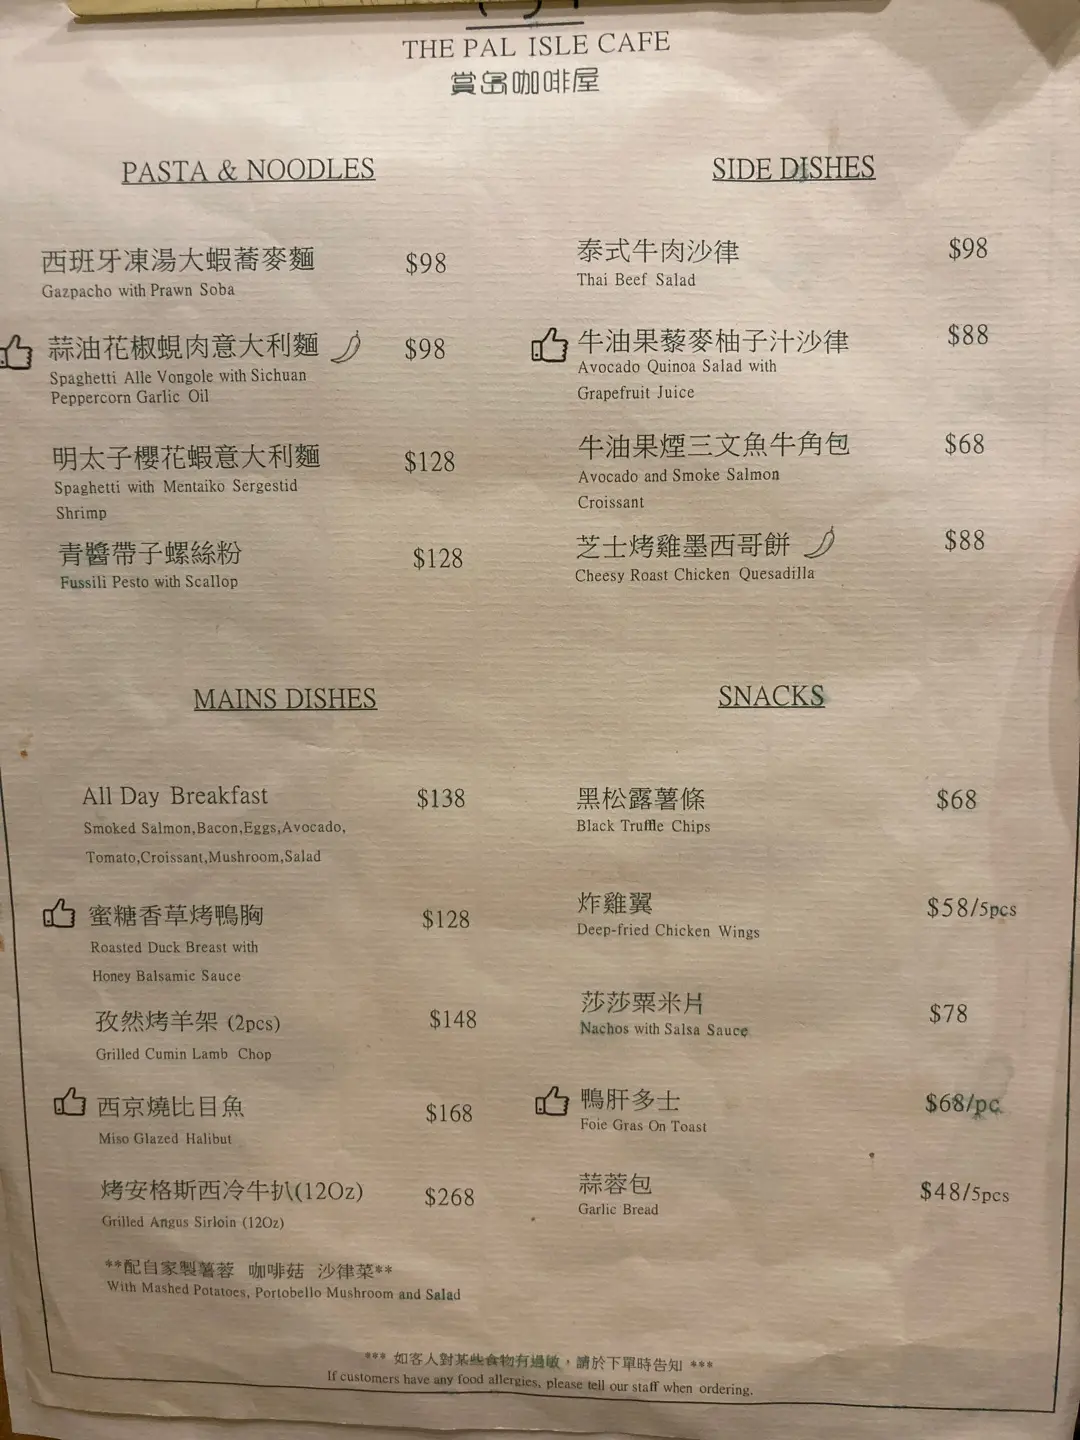 THE PAL ISLE CAFE
賞島咖啡屋
PASTA & NOODLES
西班牙凍湯大蝦蕎麥麵 $98
Gazpacho with Prawn Soba
蒜油花椒蜆肉意大利麵 $98
Spaghetti Alle Vongole with Sichuan
Peppercorn Garlic Oil
明太子櫻花蝦意大利麵 $128
Spaghetti with Mentaiko Sergestid
Shrimp
青醬帶子螺絲粉 $128
Fussili Pesto with Scallop
SIDE DISHES
泰式牛肉沙律 $98
Thai Beef Salad
牛油果藜麥柚子汁沙律 $88
Avocado Quinoa Salad with
Grapefruit Juice
牛油果煙三文魚牛角包 $68
Avocado and Smoke Salmon
Croissant
芝士烤雞墨西哥餅 $88
Cheesy Roast Chicken Quesadilla
MAINS DISHES
All Day Breakfast $138
Smoked Salmon,Bacon,Eggs,Avocado,
Tomato,Croissant,Mushroom,Salad
蜜糖香草烤鴨胸 $128
Roasted Duck Breast with
Honey Balsamic Sauce
孜然烤羊架 (2pcs) $148
Grilled Cumin Lamb Chop
西京燒比目魚 $168
Miso Glazed Halibut
烤安格斯西冷牛扒(12Oz) $268
Grilled Angus Sirloin (12Oz)
**配自家製薯蓉 咖啡菇 沙律菜**
With Mashed Potatoes, Portobello Mushroom and Salad
SNACKS
黑松露薯條 $68
Black Truffle Chips
炸雞翼 $58/5pcs
Deep-fried Chicken Wings
莎莎粟米片 $78
Nachos with Salsa Sauce
鴨肝多士 $68/pc
Foie Gras On Toast
蒜蓉包 $48/5pcs
Garlic Bread
*** 如客人對某些食物有過敏，請於下單時告知 ***
If customers have any food allergies, please tell our staff when ordering.